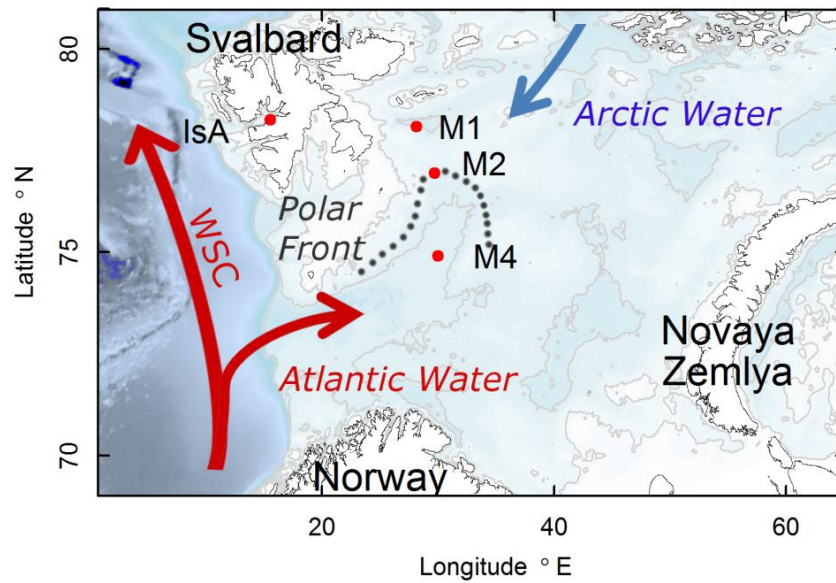 80
75
70
Latitude ° N
Svalbard
IsA
M1
Arctic Water
M2
Polar
Front
M4
WSC
Novaya
Zemlya
Atlantic Water
Norway
20
40
60
Longitude ° E